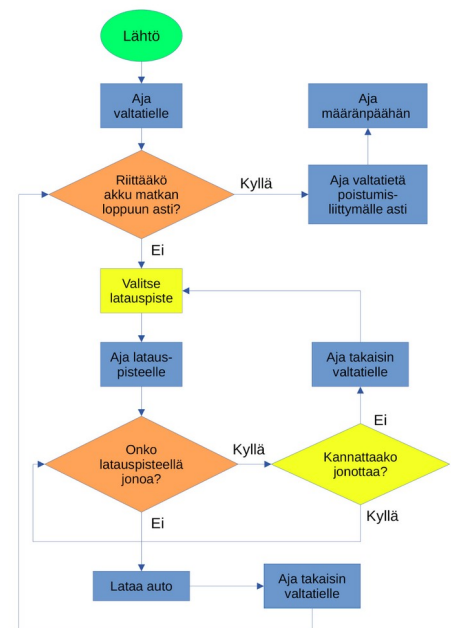 Lähtö
Aja
valtatielle
Aja
määränpäähän
Riittääkö
akku matkan
loppuun asti?
Kyllä
Aja valtatietä
poistumis-
liittymälle asti
Ei
Valitse
latauspiste
Aja lataus-
pisteelle
Aja takaisin
valtatielle
Ei
Onko
latauspisteellä
jonoa?
Kyllä
Kannattaako
jonottaa?
Ei
Kyllä
Lataa auto
Aja takaisin
valtatielle